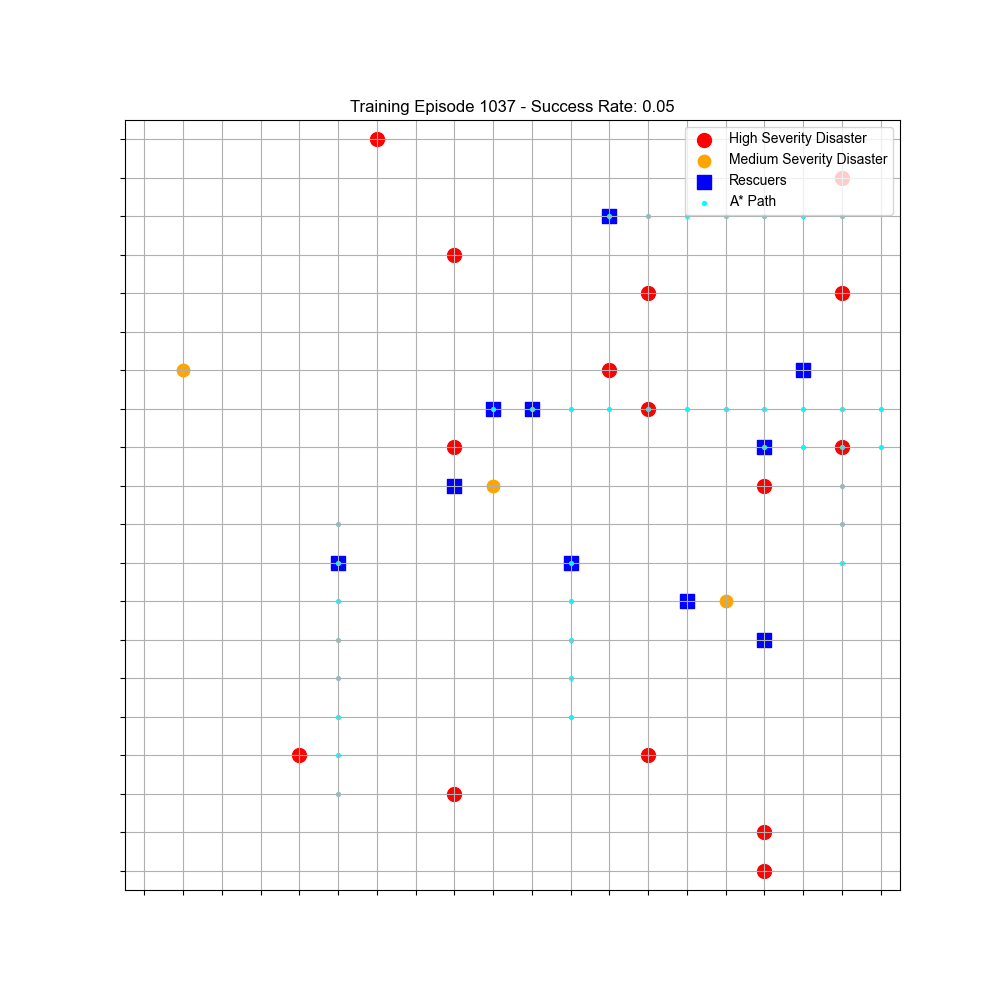 Training Episode 1037 - Success Rate: 0.05
High Severity Disaster
Medium Severity Disaster
Rescuers
A* Path